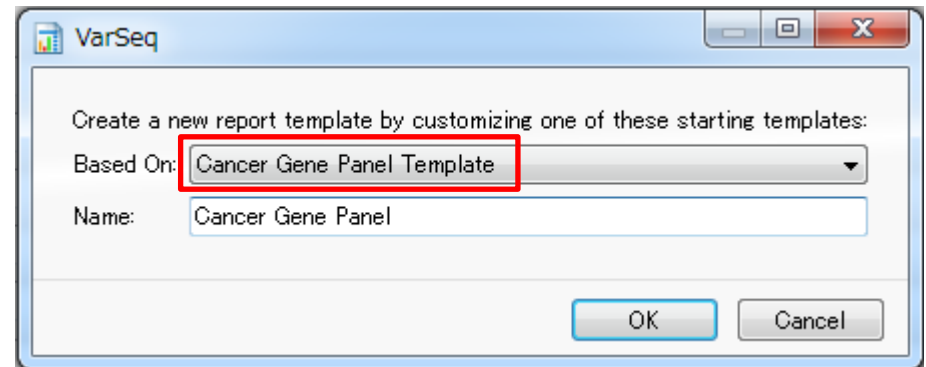 VarSeq
Create a new report template by customizing one of these starting templates:
Based On: Cancer Gene Panel Template
Name: Cancer Gene Panel
OK Cancel